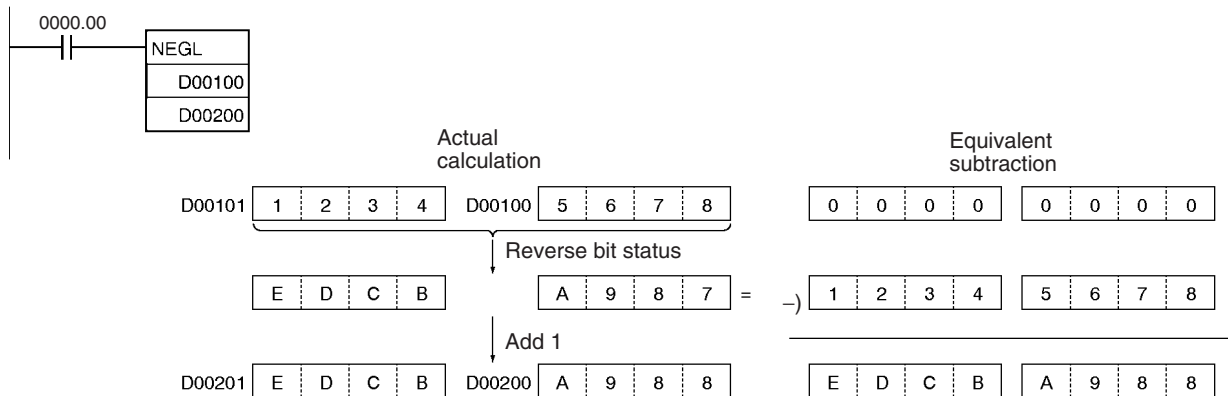 0000.00
NEGL
D00100
D00200
Actual
calculation
Equivalent
subtraction
D00101 1 2 3 4 D00100 5 6 7 8 0 0 0 0 0 0 0 0
Reverse bit status
E D C B A 9 8 7 = –) 1 2 3 4 5 6 7 8
Add 1
D00201 E D C B D00200 A 9 8 8 E D C B A 9 8 8